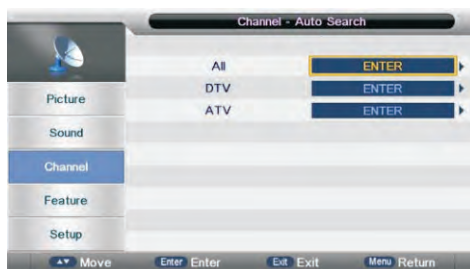 Channel - Auto Search
All ENTER
DTV ENTER
ATV ENTER
Picture
Sound
Channel
Feature
Setup
Move Enter Enter Exit Exit Menu Return